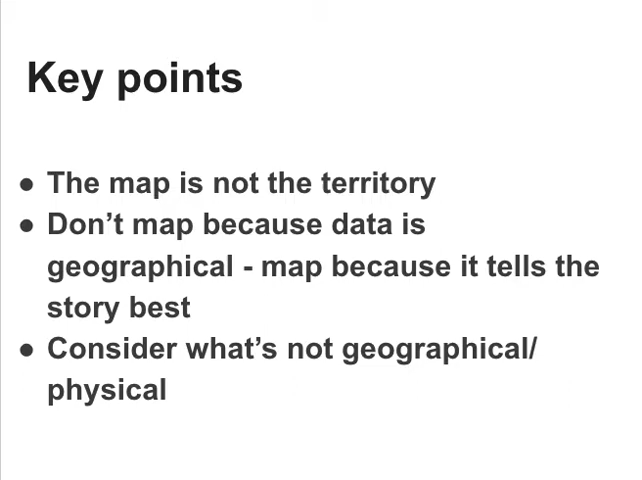 Key points
● The map is not the territory
● Don’t map because data is
geographical - map because it tells the
story best
● Consider what’s not geographical/
physical